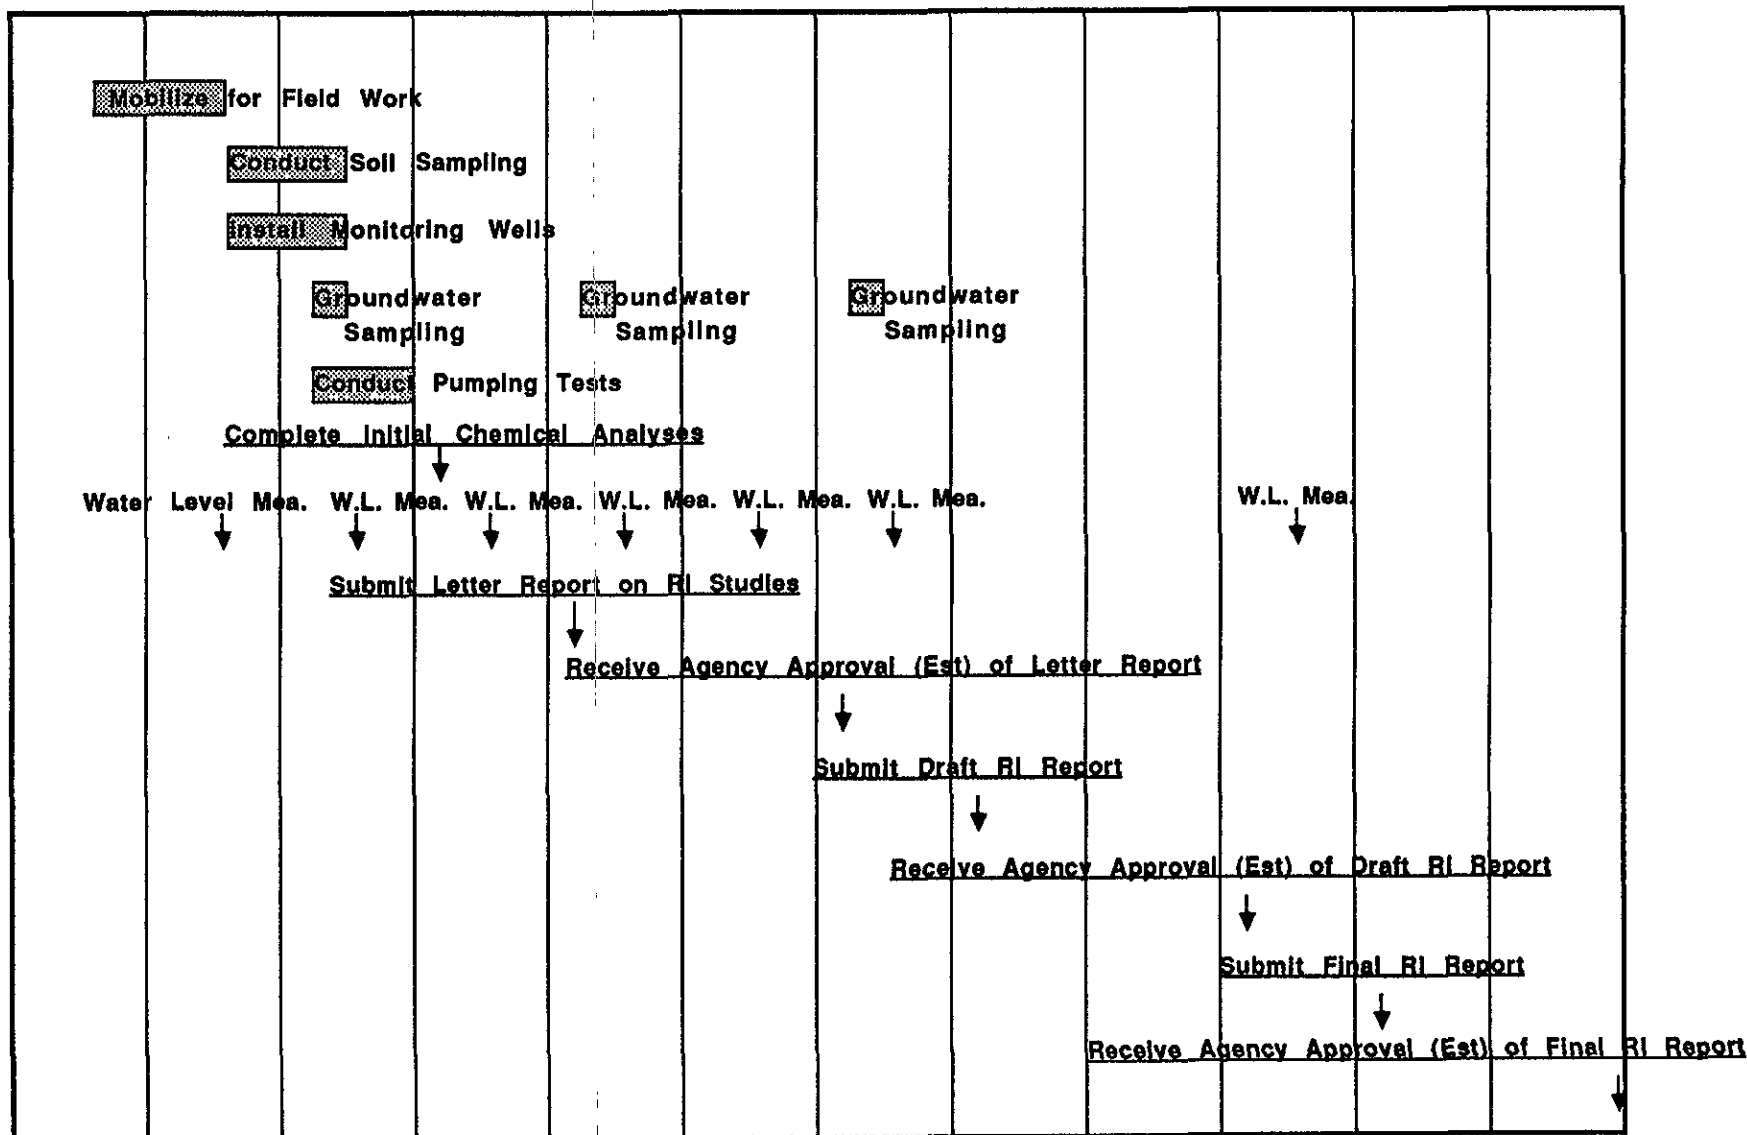 Mobilize for Field Work
Conduct Soil Sampling
Install Monitoring Wells
Groundwater Sampling
Groundwater Sampling
Groundwater Sampling
Conduct Pumping Tests
Complete Initial Chemical Analyses
Water Level Mea. W.L. Mea. W.L. Mea. W.L. Mea. W.L. Mea. W.L. Mea. W.L. Mea.
Submit Letter Report on RI Studies
Receive Agency Approval (Est) of Letter Report
Submit Draft RI Report
Receive Agency Approval (Est) of Draft RI Report
Submit Final RI Report
Receive Agency Approval (Est) of Final RI Report